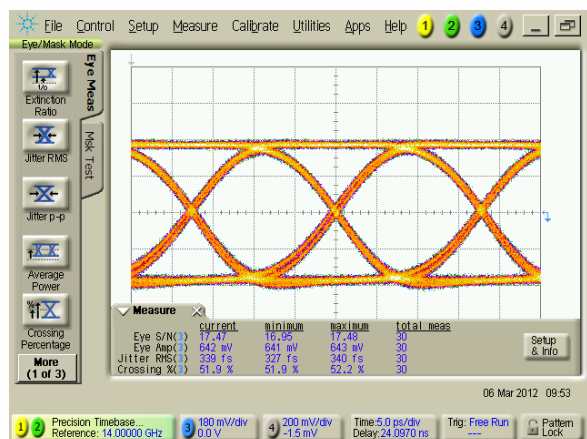 File Control Setup Measure Calibrate Utilities Apps Help 1 2 3 4
Eye/Mask Mode
Eye Meas
Msk Test
1/0
Extinction
Ratio
Jitter RMS
Jitter p-p
Average
Power
Crossing
Percentage
More
(1 of 3)
Measure
current minimum maximum total meas
Eye S/N(3) 17.47 16.95 17.48 30
Eye Amp(3) 642 mV 641 mV 643 mV 30
Jitter RMS(3) 339 fs 327 fs 340 fs 30
Crossing %(3) 51.9 % 51.9 % 52.2 % 30
Setup
& Info
06 Mar 2012 09:53
1 2 Precision Timebase...
Reference: 14.00000 GHz
3 180 mV/div
0.0 V
4 200 mV/div
-1.5 mV
Time:5.0 ps/div
Delay:24.0970 ns
Trig: Free Run
---
Pattern
Lock